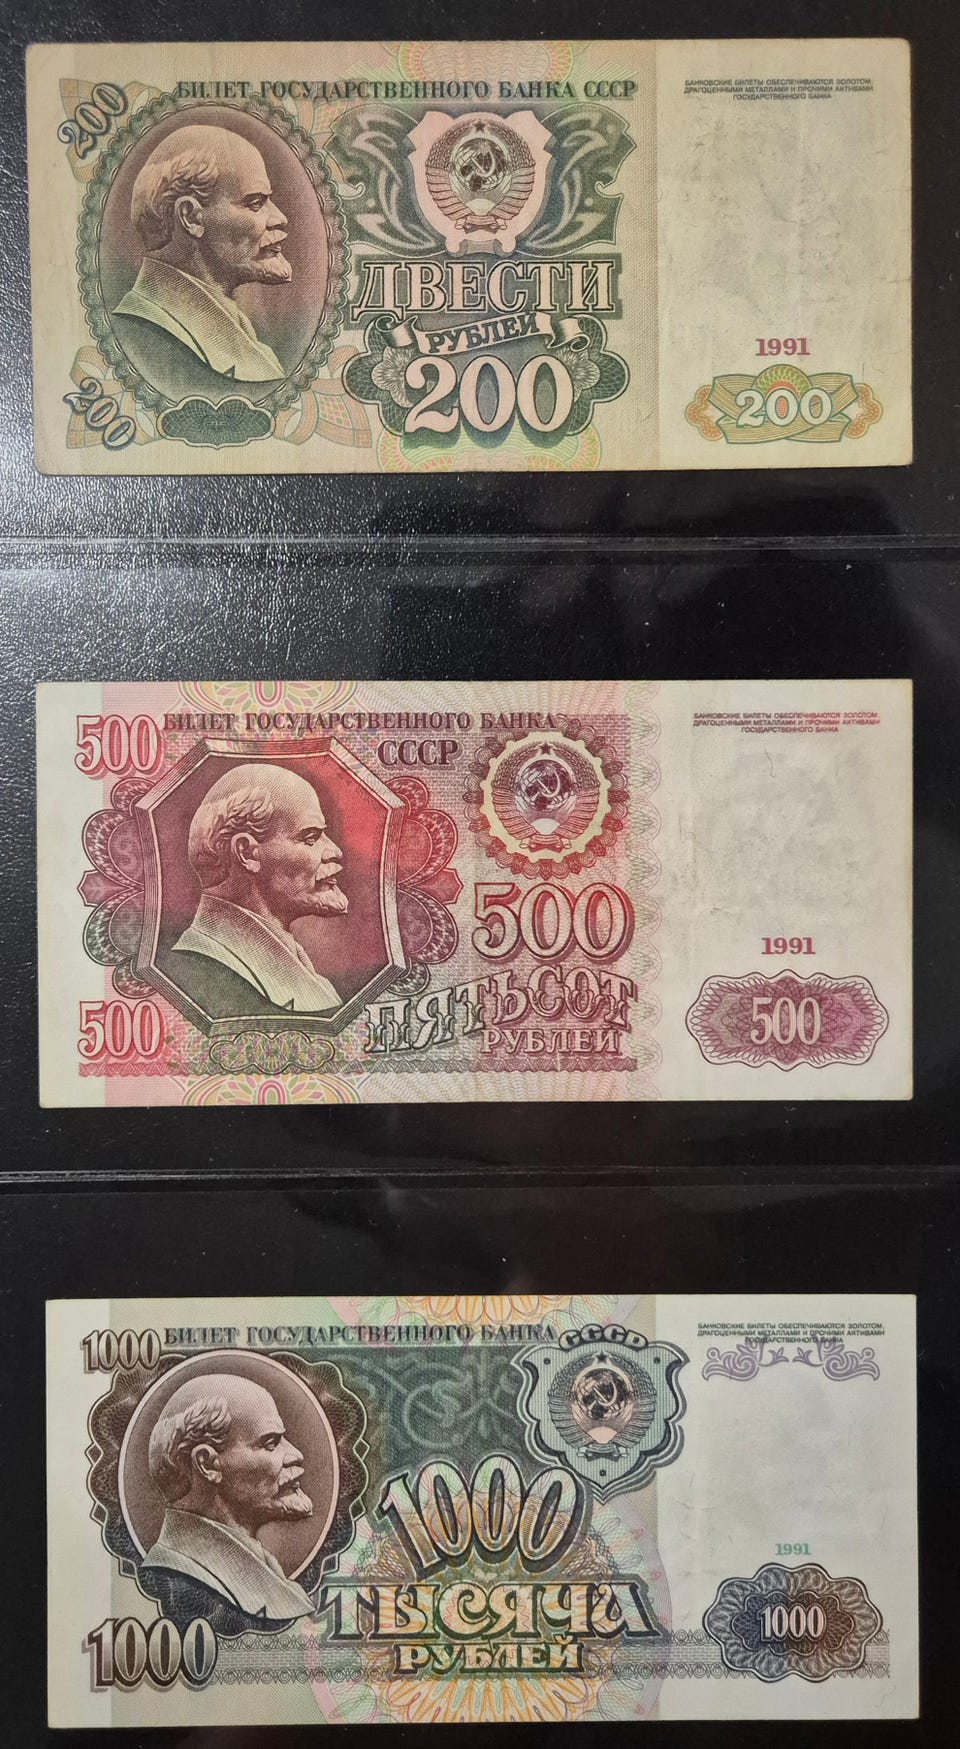 200
БИЛЕТ ГОСУДАРСТВЕННОГО БАНКА СССР
БАНКОВСКИЕ БИЛЕТЫ ОБЕСПЕЧИВАЮТСЯ ЗОЛОТОМ,
ДРАГОЦЕННЫМИ МЕТАЛЛАМИ И ПРОЧИМИ АКТИВАМИ
ГОСУДАРСТВЕННОГО БАНКА
ДВЕСТИ
РУБЛЕЙ
200
200
1991
200
500
БИЛЕТ ГОСУДАРСТВЕННОГО БАНКА
СССР
БАНКОВСКИЕ БИЛЕТЫ ОБЕСПЕЧИВАЮТСЯ ЗОЛОТОМ,
ДРАГОЦЕННЫМИ МЕТАЛЛАМИ И ПРОЧИМИ АКТИВАМИ
ГОСУДАРСТВЕННОГО БАНКА
500
ПЯТЬСОТ
РУБЛЕЙ
500
1991
500
1000
БИЛЕТ ГОСУДАРСТВЕННОГО БАНКА СССР
БАНКОВСКИЕ БИЛЕТЫ ОБЕСПЕЧИВАЮТСЯ ЗОЛОТОМ,
ДРАГОЦЕННЫМИ МЕТАЛЛАМИ И ПРОЧИМИ АКТИВАМИ
ГОСУДАРСТВЕННОГО БАНКА
1000
ТЫСЯЧА
РУБЛЕЙ
1000
1991
1000